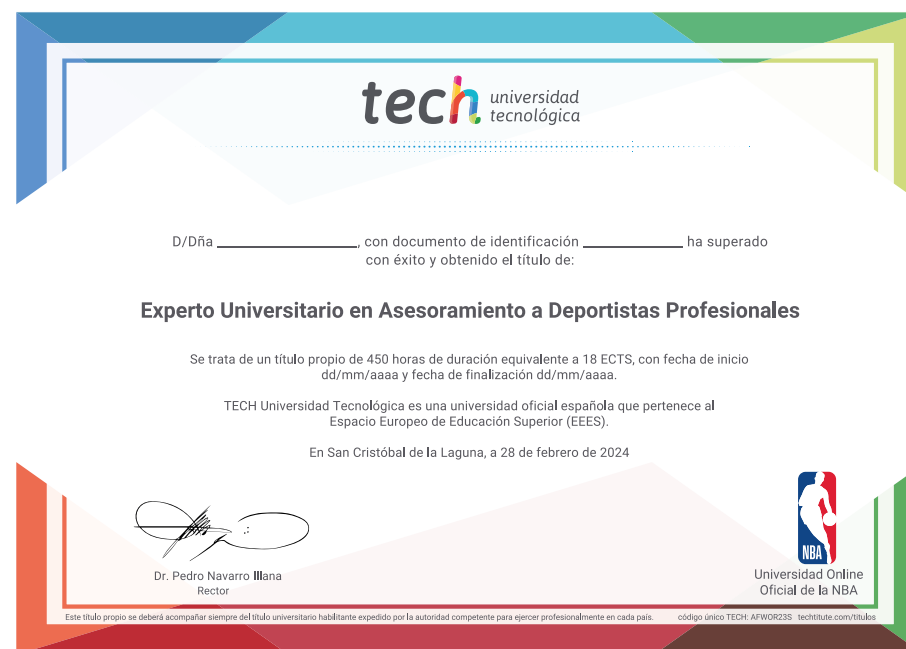 tech universidad
tecnológica
D/Dña ________________, con documento de identificación ____________ ha superado
con éxito y obtenido el título de:
Experto Universitario en Asesoramiento a Deportistas Profesionales
Se trata de un título propio de 450 horas de duración equivalente a 18 ECTS, con fecha de inicio
dd/mm/aaaa y fecha de finalización dd/mm/aaaa.
TECH Universidad Tecnológica es una universidad oficial española que pertenece al
Espacio Europeo de Educación Superior (EEES).
En San Cristóbal de la Laguna, a 28 de febrero de 2024
Dr. Pedro Navarro Illana
Rector
NBA
Universidad Online
Oficial de la NBA
Este título propio se deberá acompañar siempre del título universitario habilitante expedido por la autoridad competente para ejercer profesionalmente en cada país. código único TECH: AFWOR23S techtitute.com/titulos